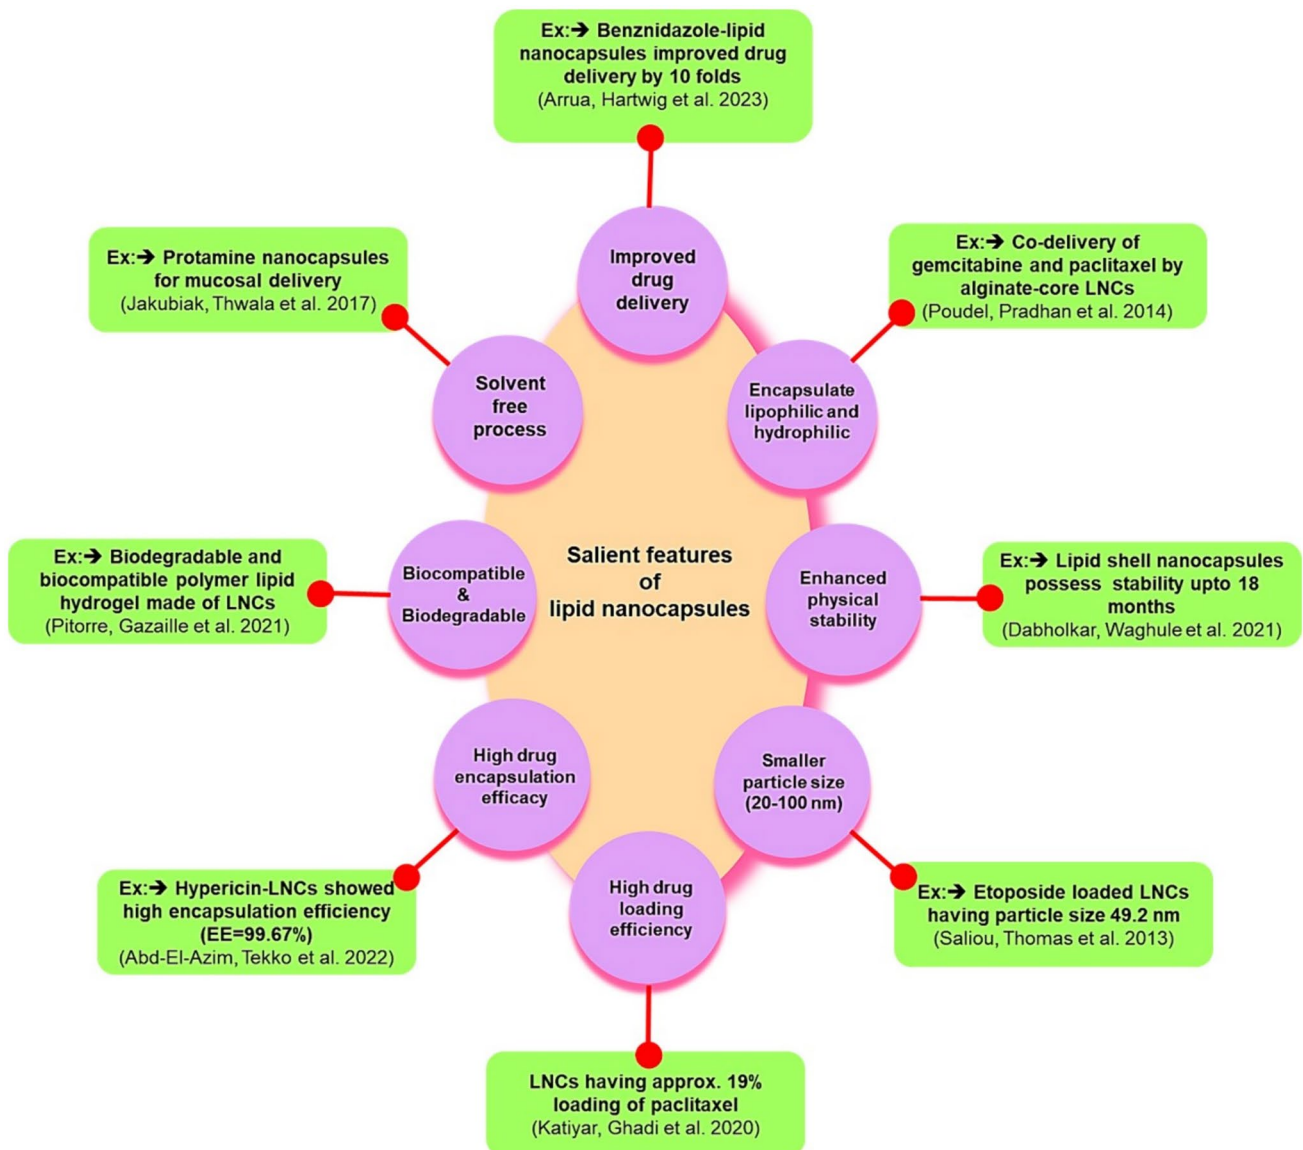 Ex:➔ Benznidazole-lipid
nanocapsules improved drug
delivery by 10 folds
(Arrua, Hartwig et al. 2023)
Improved
drug
delivery
Ex:➔ Co-delivery of
gemcitabine and paclitaxel by
alginate-core LNCs
(Poudel, Pradhan et al. 2014)
Encapsulate
lipophilic and
hydrophilic
Ex:➔ Lipid shell nanocapsules
possess stability upto 18
months
(Dabholkar, Waghule et al. 2021)
Enhanced
physical
stability
Ex:➔ Etoposide loaded LNCs
having particle size 49.2 nm
(Saliou, Thomas et al. 2013)
Smaller
particle size
(20-100 nm)
LNCs having approx. 19%
loading of paclitaxel
(Katiyar, Ghadi et al. 2020)
High drug
loading
efficiency
Ex:➔ Hypericin-LNCs showed
high encapsulation efficiency
(EE=99.67%)
(Abd-El-Azim, Tekko et al. 2022)
High drug
encapsulation
efficacy
Ex:➔ Biodegradable and
biocompatible polymer lipid
hydrogel made of LNCs
(Pitorre, Gazaille et al. 2021)
Biocompatible
&
Biodegradable
Ex:➔ Protamine nanocapsules
for mucosal delivery
(Jakubiak, Thwala et al. 2017)
Solvent
free
process
Salient features
of
lipid nanocapsules